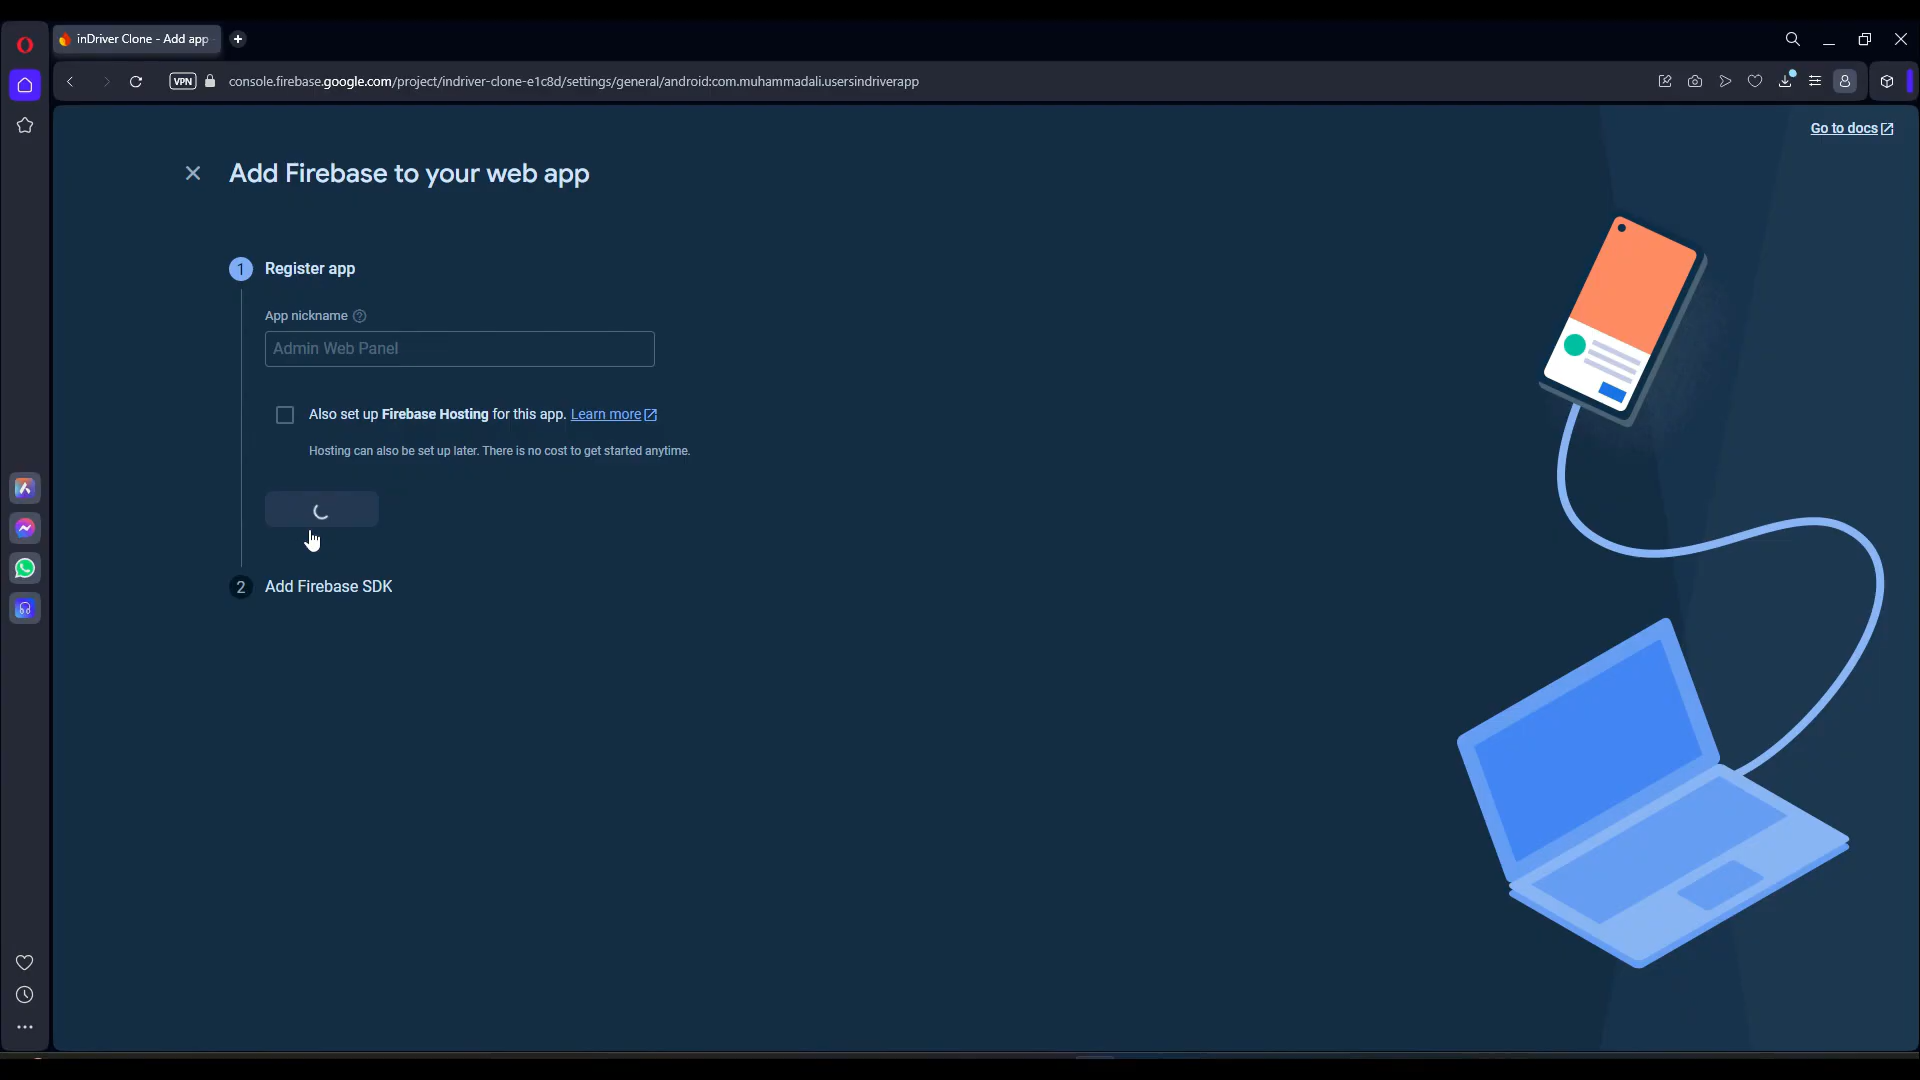 inDriver Clone - Add app
VPN
console.firebase.google.com/project/indriver-clone-e1c8d/settings/general/android:com.muhammadali.usersindriverapp
Go to docs
Add Firebase to your web app
1 Register app
App nickname
Admin Web Panel
Also set up Firebase Hosting for this app. Learn more
Hosting can also be set up later. There is no cost to get started anytime.
2 Add Firebase SDK